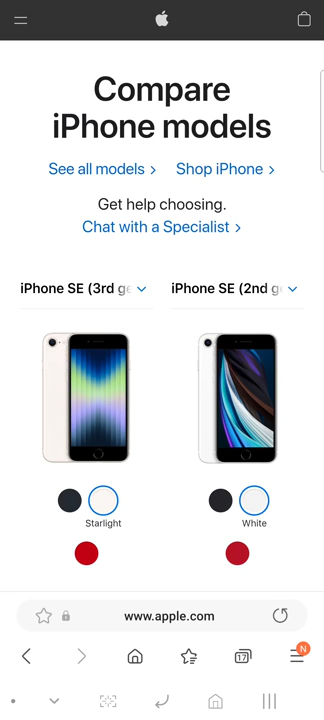 Compare
iPhone models
See all models >
Shop iPhone >
Get help choosing.
Chat with a Specialist >
iPhone SE (3rd ge
iPhone SE (2nd g
Starlight
White
www.apple.com
17
N